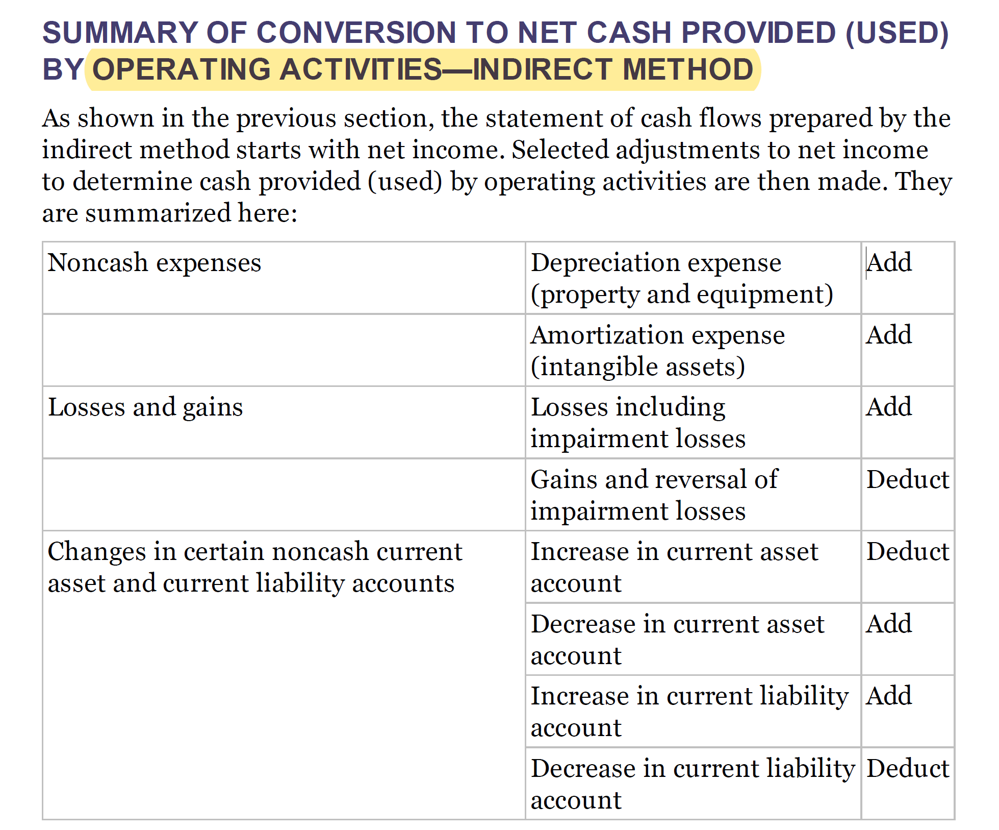 SUMMARY OF CONVERSION TO NET CASH PROVIDED (USED)
BY OPERATING ACTIVITIES—INDIRECT METHOD
As shown in the previous section, the statement of cash flows prepared by the
indirect method starts with net income. Selected adjustments to net income
to determine cash provided (used) by operating activities are then made. They
are summarized here:
Noncash expenses
Depreciation expense
(property and equipment)
Add
Amortization expense
(intangible assets)
Add
Losses and gains
Losses including
impairment losses
Add
Gains and reversal of
impairment losses
Deduct
Changes in certain noncash current
asset and current liability accounts
Increase in current asset
account
Deduct
Decrease in current asset
account
Add
Increase in current liability
account
Add
Decrease in current liability
account
Deduct